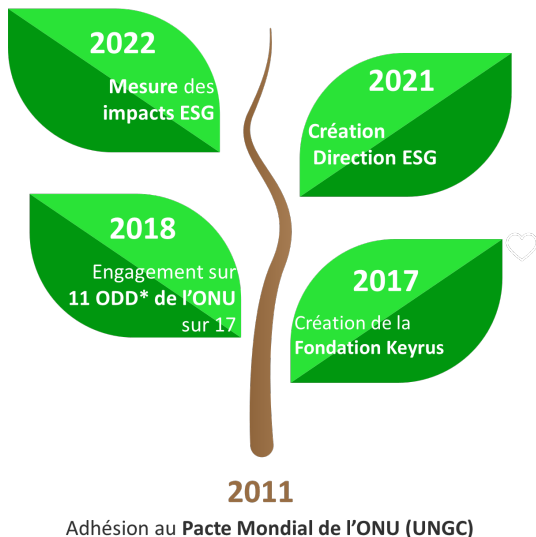 2022
Mesure des
impacts ESG
2021
Création
Direction ESG
2018
Engagement sur
11 ODD* de l’ONU
sur 17
2017
Création de la
Fondation Keyrus
2011
Adhésion au Pacte Mondial de l’ONU (UNGC)